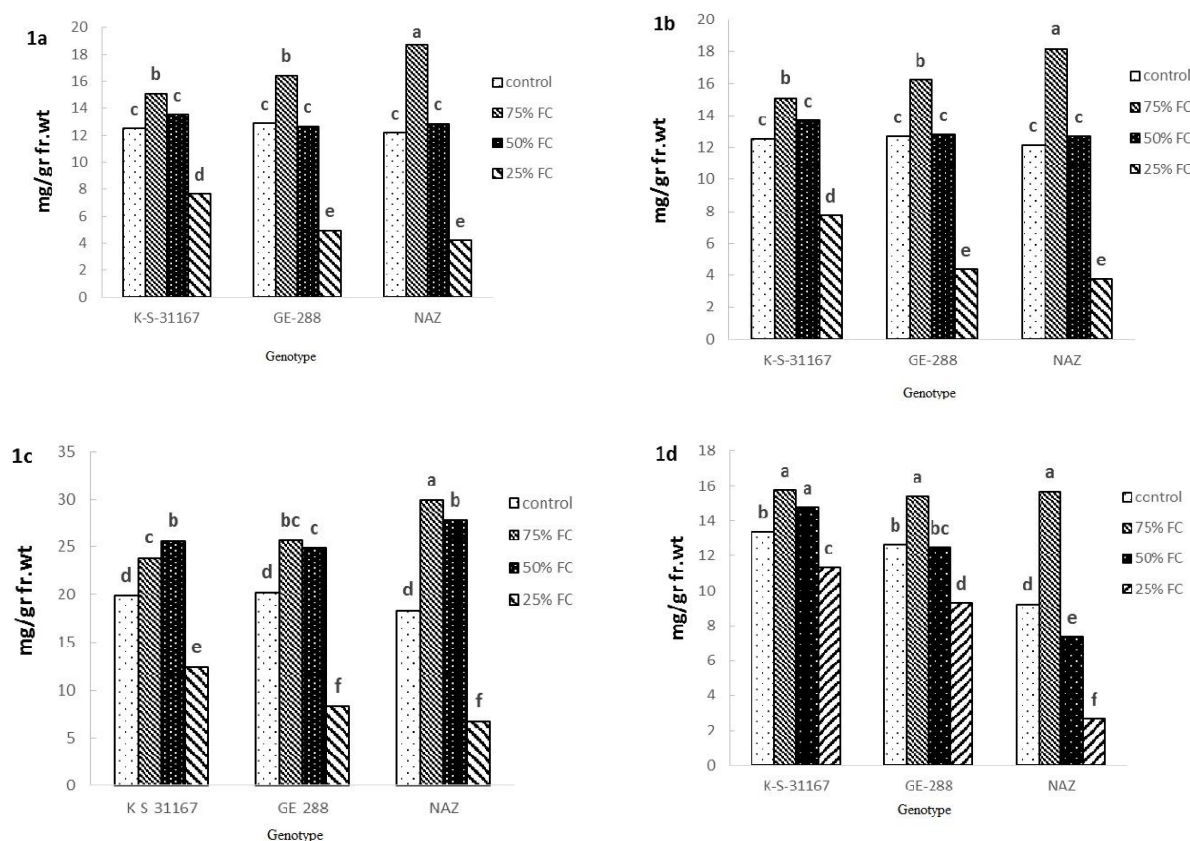 1a
mg/gr fr.wt
20
18
16
14
12
10
8
6
4
2
0
c b c d
c b c e
c a c e
K-S-31167 GE-288 NAZ
Genotype
control
75% FC
50% FC
25% FC
1b
mg/gr fr.wt
20
18
16
14
12
10
8
6
4
2
0
c b c d
c b c e
c a c e
K-S-31167 GE-288 NAZ
Genotype
control
75% FC
50% FC
25% FC
1c
mg/gr fr.wt
35
30
25
20
15
10
5
0
d c b e
d bc c f
d a b f
K S 31167 GE 288 NAZ
Genotype
control
75% FC
50% FC
25% FC
1d
mg/gr fr.wt
18
16
14
12
10
8
6
4
2
0
b a a c
b a bc d
c a e f
K-S-31167 GE-288 NAZ
Genotype
control
75% FC
50% FC
25% FC